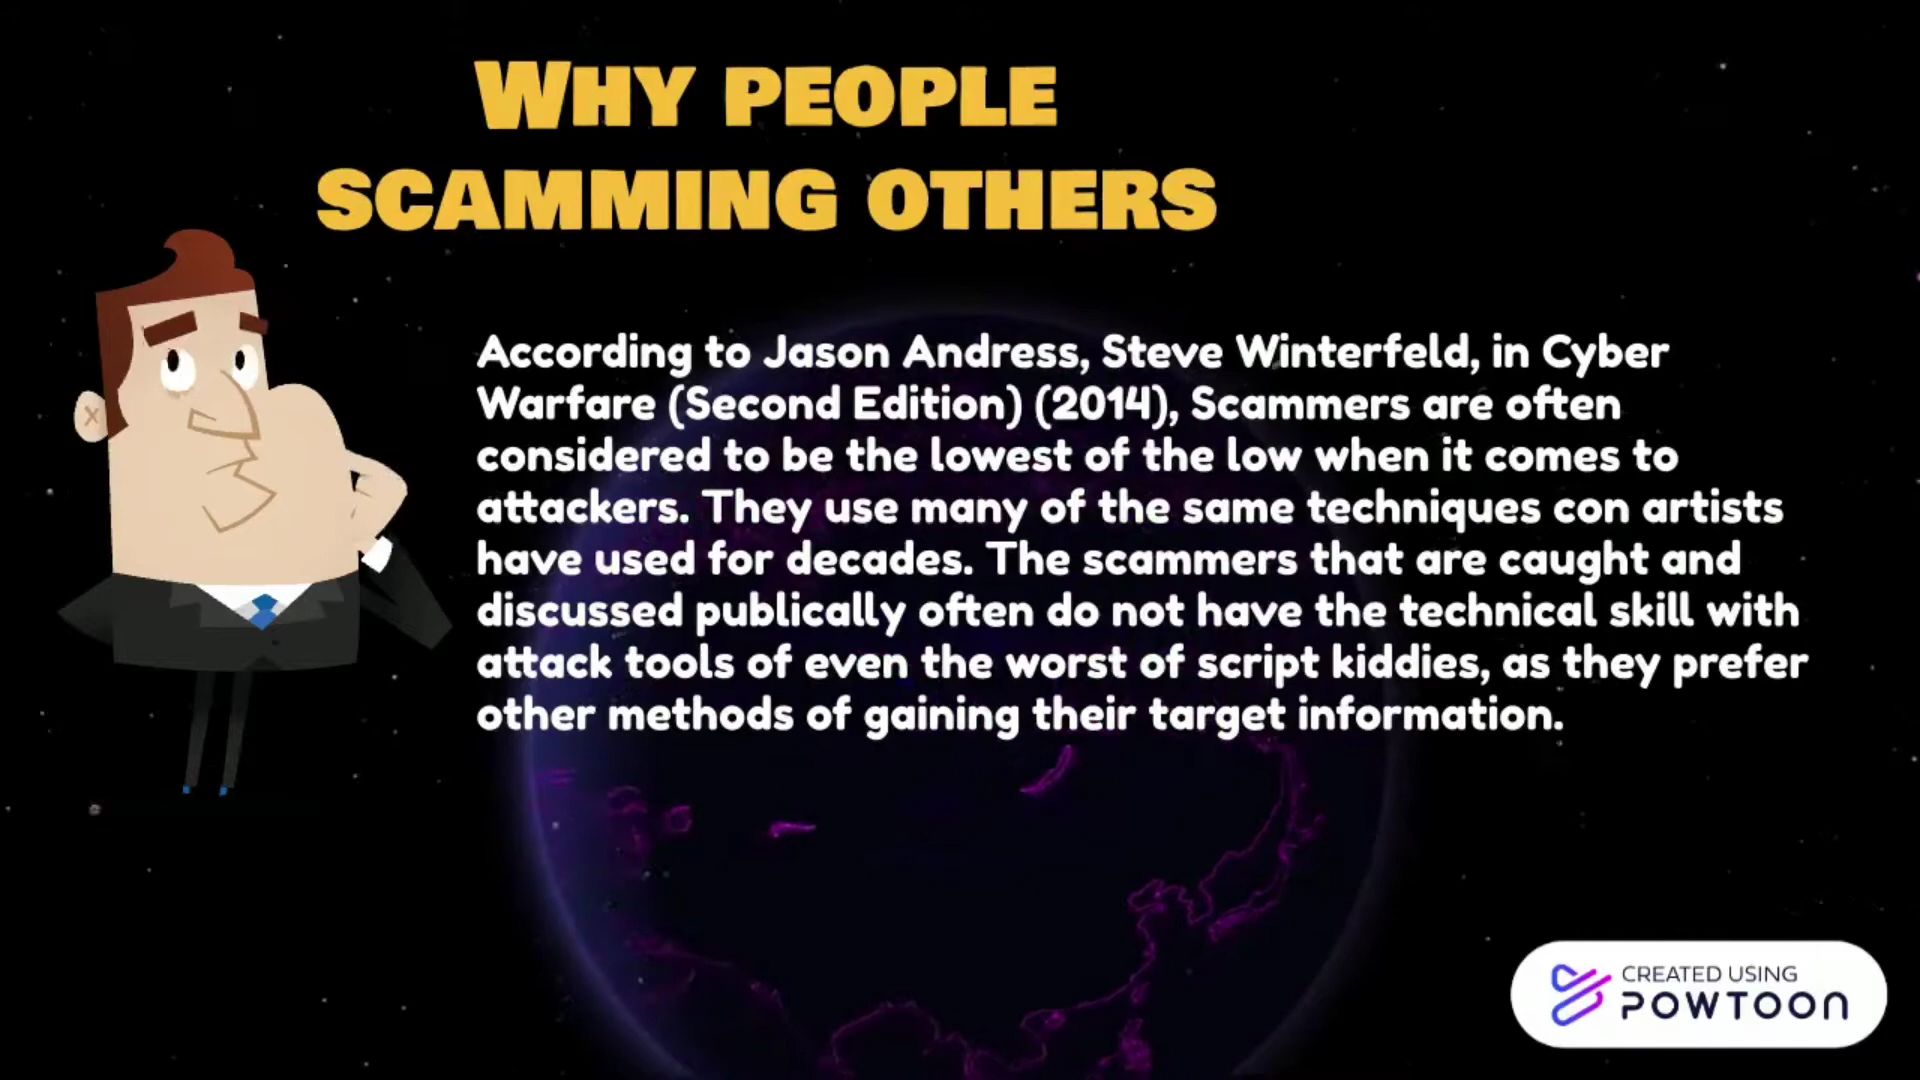 WHY PEOPLE
SCAMMING OTHERS
According to Jason Andress, Steve Winterfeld, in Cyber
Warfare (Second Edition) (2014), Scammers are often
considered to be the lowest of the low when it comes to
attackers. They use many of the same techniques con artists
have used for decades. The scammers that are caught and
discussed publically often do not have the technical skill with
attack tools of even the worst of script kiddies, as they prefer
other methods of gaining their target information.
CREATED USING
POWTOON